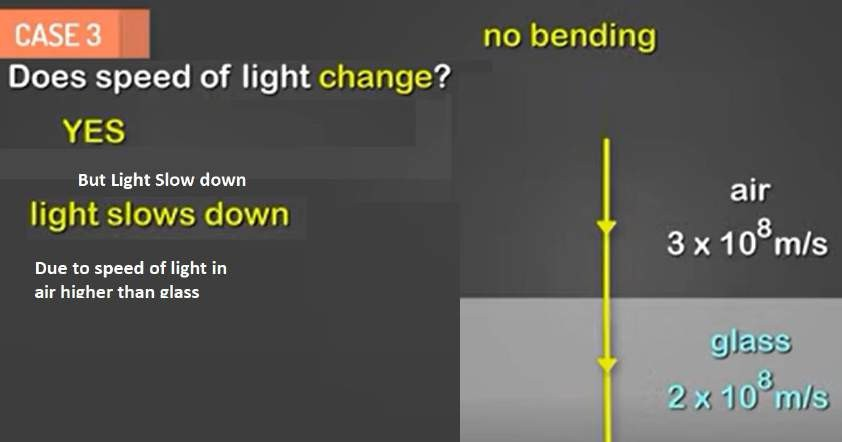 CASE 3
Does speed of light change?
YES
But Light Slow down
light slows down
Due to speed of light in
air higher than glass
no bending
air
3 x 10⁸m/s
glass
2 x 10⁸m/s